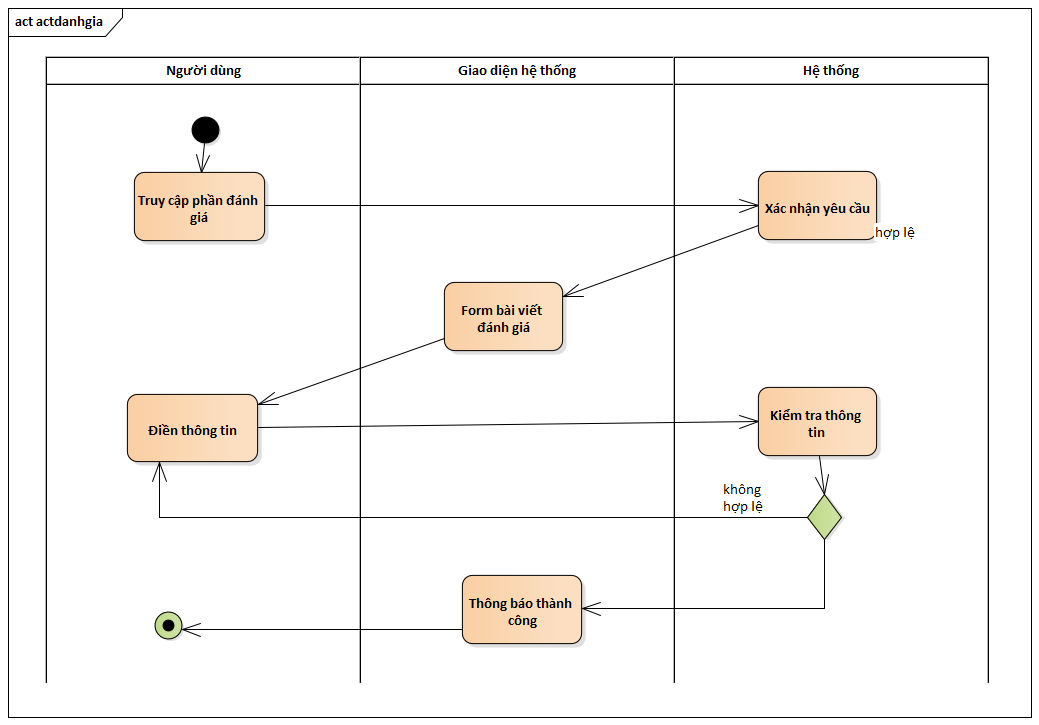 act actdanhgia
Người dùng
Giao diện hệ thống
Hệ thống
Truy cập phần đánh
giá
Xác nhận yêu cầu
hợp lệ
Form bài viết
đánh giá
Điền thông tin
Kiểm tra thông
tin
không
hợp lệ
Thông báo thành
công